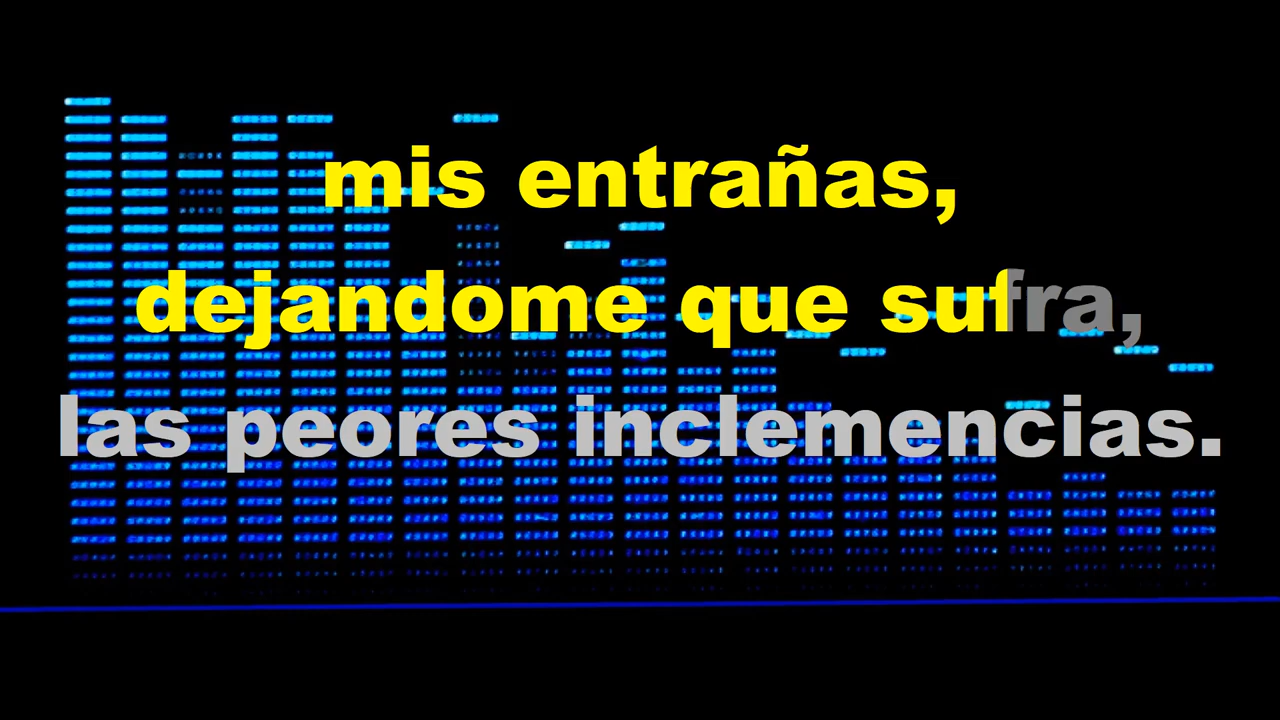 mis entrañas,
dejandome que sufra,
las peores inclemencias.